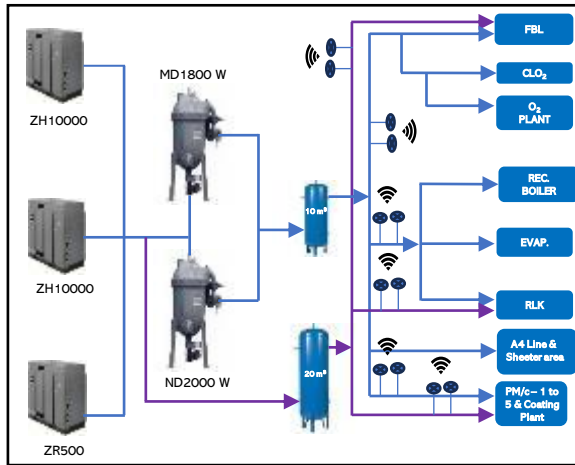 MD1800 W
ZH10000
ZH10000
ND2000 W
ZR500
10 m³
20 m³
FBL
CLO₂
O₂
PLANT
REC.
BOILER
EVAP.
RLK
A4 Line &
Sheeter area
PM/c– 1 to
5 & Coating
Plant